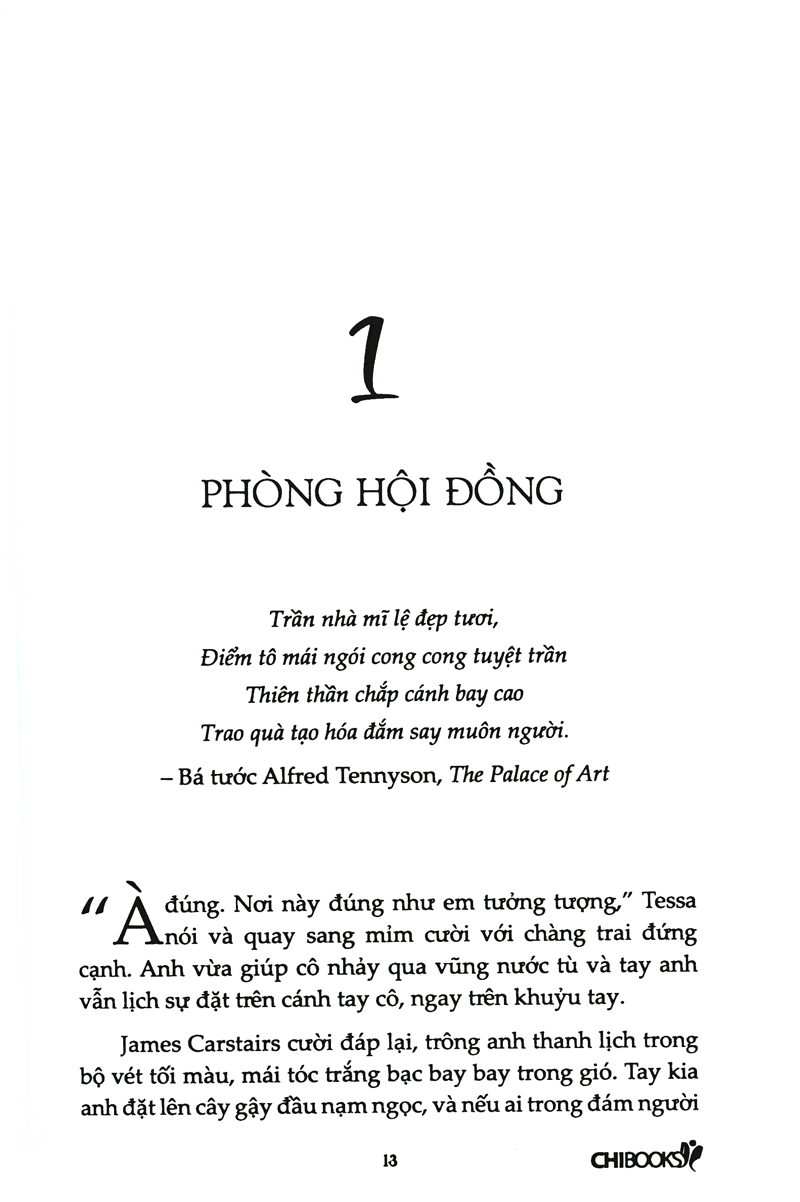 1
PHÒNG HỘI ĐỒNG
Trần nhà mĩ lệ đẹp tươi,
Điểm tô mái ngói cong cong tuyệt trần
Thiên thần chắp cánh bay cao
Trao quà tạo hóa đắm say muôn người.
– Bá tước Alfred Tennyson, The Palace of Art
“À đúng. Nơi này đúng như em tưởng tượng,” Tessa
nói và quay sang mỉm cười với chàng trai đứng
cạnh. Anh vừa giúp cô nhảy qua vũng nước tù và tay anh
vẫn lịch sự đặt trên cánh tay cô, ngay trên khuỷu tay.
James Carstairs cười đáp lại, trông anh thanh lịch trong
bộ vét tối màu, mái tóc trắng bạc bay bay trong gió. Tay kia
anh đặt lên cây gậy đầu nạm ngọc, và nếu ai trong đám người
13
CHIBOOKS